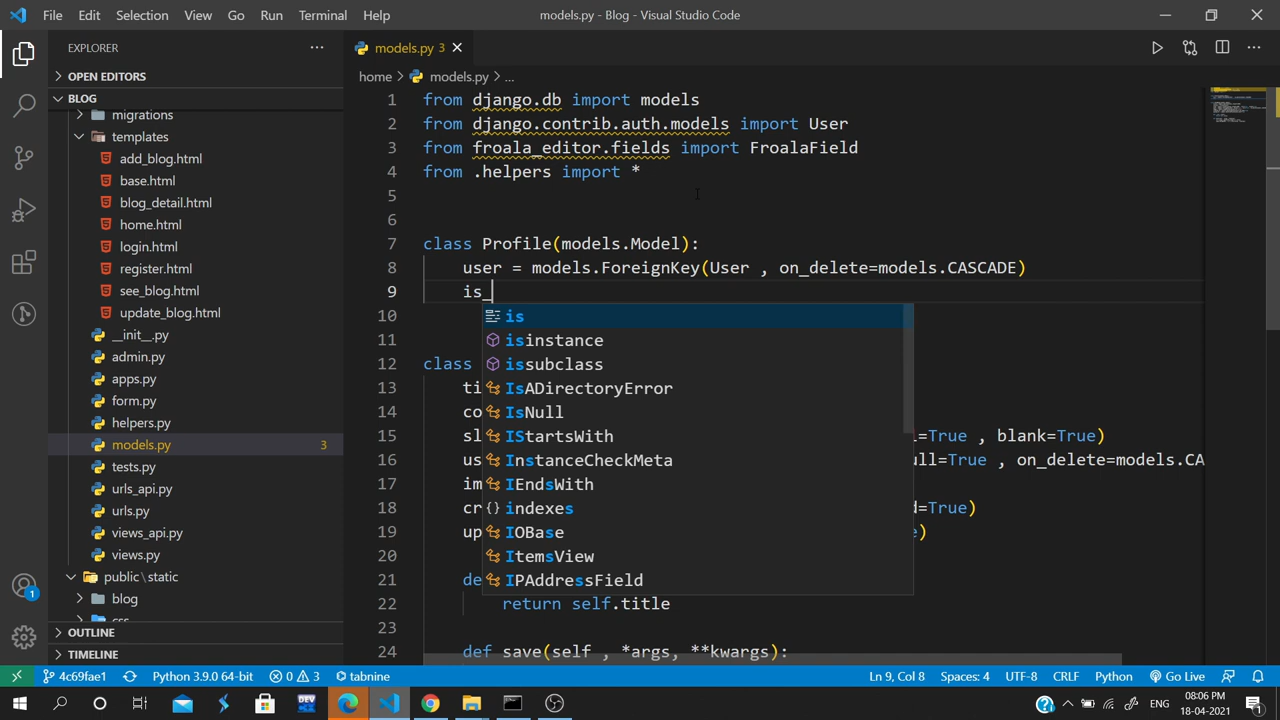 File Edit Selection View Go Run Terminal Help
models.py - Blog - Visual Studio Code
EXPLORER
OPEN EDITORS
BLOG
migrations
templates
add_blog.html
base.html
blog_detail.html
home.html
login.html
register.html
see_blog.html
update_blog.html
__init__.py
admin.py
apps.py
form.py
helpers.py
models.py 3
tests.py
urls_api.py
urls.py
views_api.py
views.py
public\static
blog
OUTLINE
TIMELINE
1
models.py 3
home > models.py > ...
1 from django.db import models
2 from django.contrib.auth.models import User
3 from froala_editor.fields import FroalaField
4 from .helpers import *
5
6
7 class Profile(models.Model):
8 user = models.ForeignKey(User , on_delete=models.CASCADE)
9 is_
10 is
11 isinstance
12 class issubclass
13 ti IsADirectoryError
14 co IsNull
15 sl IStartsWith l=True , blank=True)
16 us InstanceCheckMeta ull=True , on_delete=models.CA
17 im IEndsWith
18 cr indexes d=True)
19 up IOBase e)
20 ItemsView
21 de IPAddressField
22 return self.title
23
24 def save(self , *args, **kwargs):
4c69fae1 Python 3.9.0 64-bit 0 3 tabnine Ln 9, Col 8 Spaces: 4 UTF-8 CRLF Python Go Live
DEV
ENG
08:06 PM
18-04-2021
1